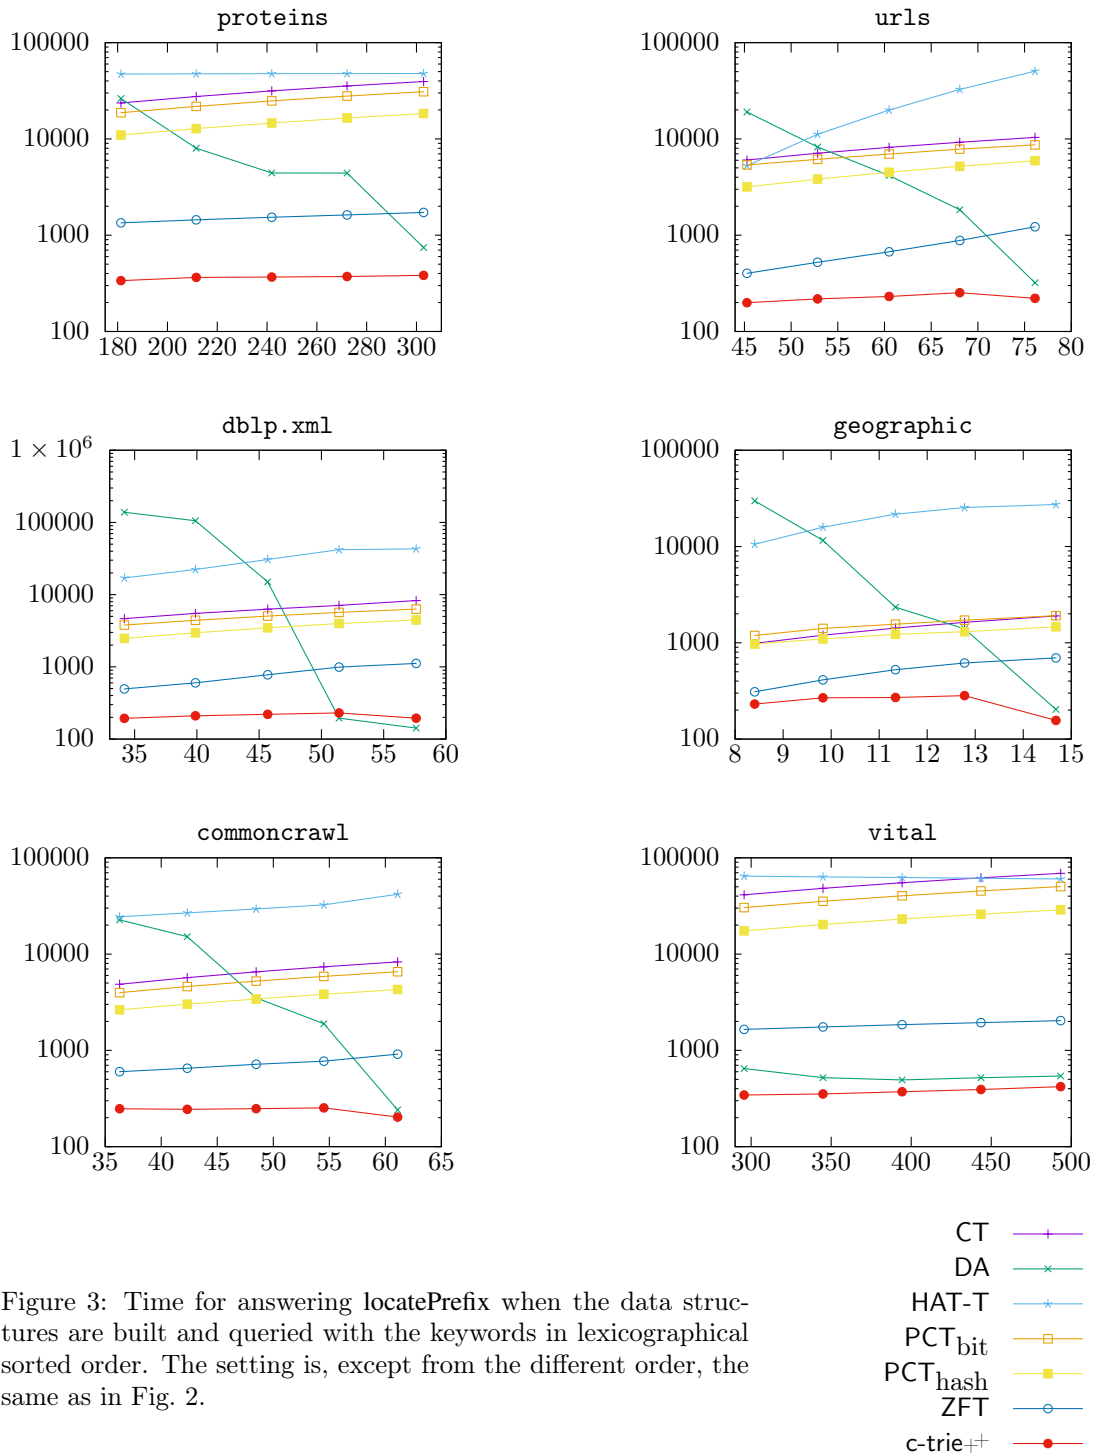 proteins
100000
10000
1000
100
180 200 220 240 260 280 300
urls
100000
10000
1000
100
45 50 55 60 65 70 75 80
dblp.xml
1 × 10^6
100000
10000
1000
100
35 40 45 50 55 60
geographic
100000
10000
1000
100
8 9 10 11 12 13 14 15
commoncrawl
100000
10000
1000
100
35 40 45 50 55 60 65
vital
100000
10000
1000
100
300 350 400 450 500
CT
DA
HAT-T
PCT_bit
PCT_hash
ZFT
c-trie++
Figure 3: Time for answering locatePrefix when the data struc-
tures are built and queried with the keywords in lexicographical
sorted order. The setting is, except from the different order, the
same as in Fig. 2.